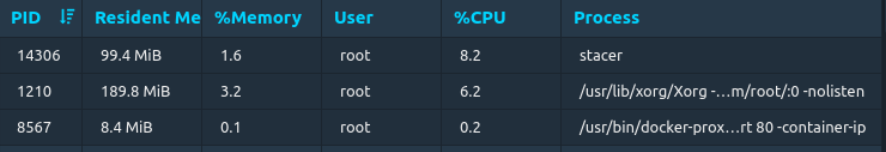 PID Resident Me %Memory User %CPU Process
14306 99.4 MiB 1.6 root 8.2 stacer
1210 189.8 MiB 3.2 root 6.2 /usr/lib/xorg/Xorg -...m/root/:0 -nolisten
8567 8.4 MiB 0.1 root 0.2 /usr/bin/docker-prox...rt 80 -container-ip